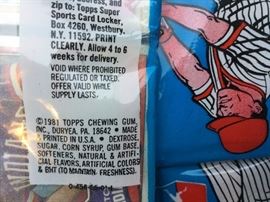 zip to: Topps Super
Sports Card Locker,
Box 4260, Westbury,
N.Y. 11592. PRINT
CLEARLY. Allow 4 to 6
weeks for delivery.
VOID WHERE PROHIBITED
REGULATED OR TAXED.
OFFER VALID WHILE
SUPPLY LASTS.
©1981 TOPPS CHEWING GUM,
INC., DURYEA, PA. 18642 • MADE
& PRINTED IN U.S.A. • DEXTROSE,
SUGAR, CORN SYRUP, GUM BASE,
SOFTENERS, NATURAL & ARTIFI-
CIAL FLAVORS, ARTIFICIAL COLORS
& BHT (TO MAINTAIN FRESHNESS).